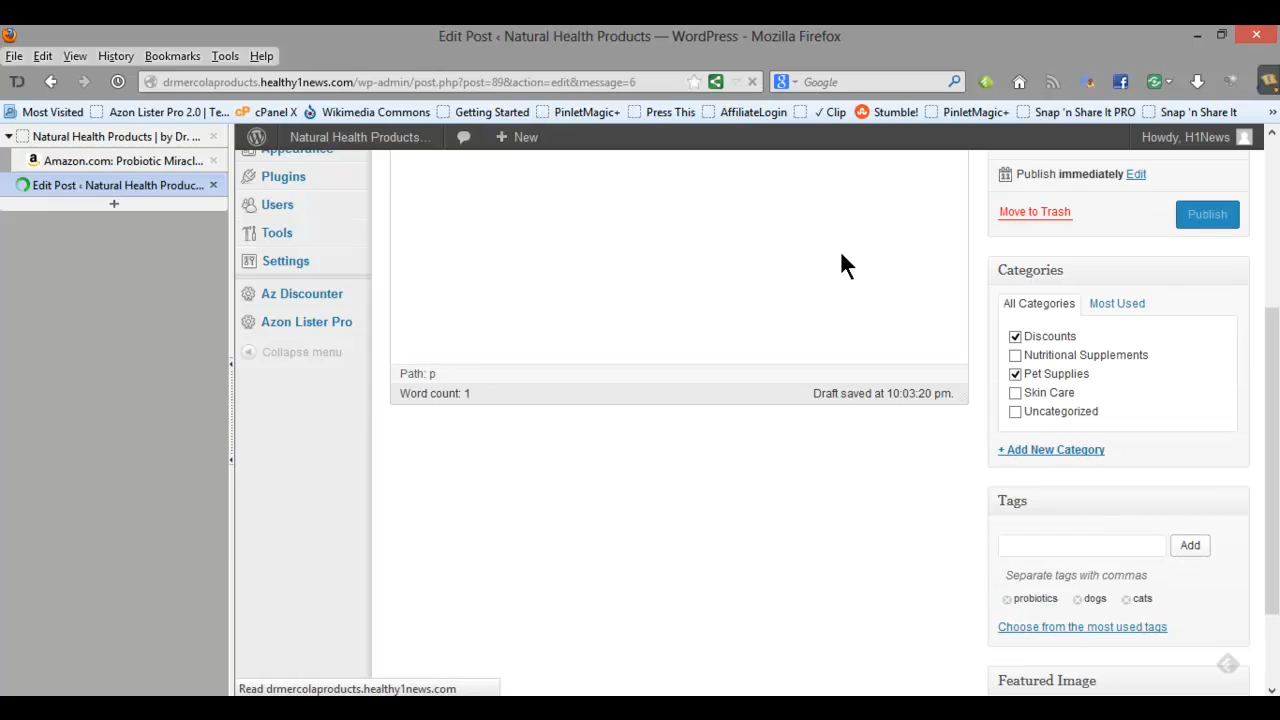 Edit Post ‹ Natural Health Products — WordPress - Mozilla Firefox
File Edit View History Bookmarks Tools Help
drmercolaproducts.healthy1news.com/wp-admin/post.php?post=89&action=edit&message=6
Google
Most Visited Azon Lister Pro 2.0 | Te... cPanel X Wikimedia Commons Getting Started PinletMagic+ Press This AffiliateLogin ✓ Clip Stumble! PinletMagic+ Snap 'n Share It PRO Snap 'n Share It »
Natural Health Products | by Dr. ...
Amazon.com: Probiotic Miracl...
Edit Post ‹ Natural Health Produc...
Natural Health Products... + New Howdy, H1News
Appearance
Plugins
Users
Tools
Settings
Az Discounter
Azon Lister Pro
Collapse menu
Path: p
Word count: 1 Draft saved at 10:03:20 pm.
Publish immediately Edit
Move to Trash Publish
Categories
All Categories Most Used
Discounts
Nutritional Supplements
Pet Supplies
Skin Care
Uncategorized
+ Add New Category
Tags
Add
Separate tags with commas
probiotics dogs cats
Choose from the most used tags
Featured Image
Read drmercolaproducts.healthy1news.com